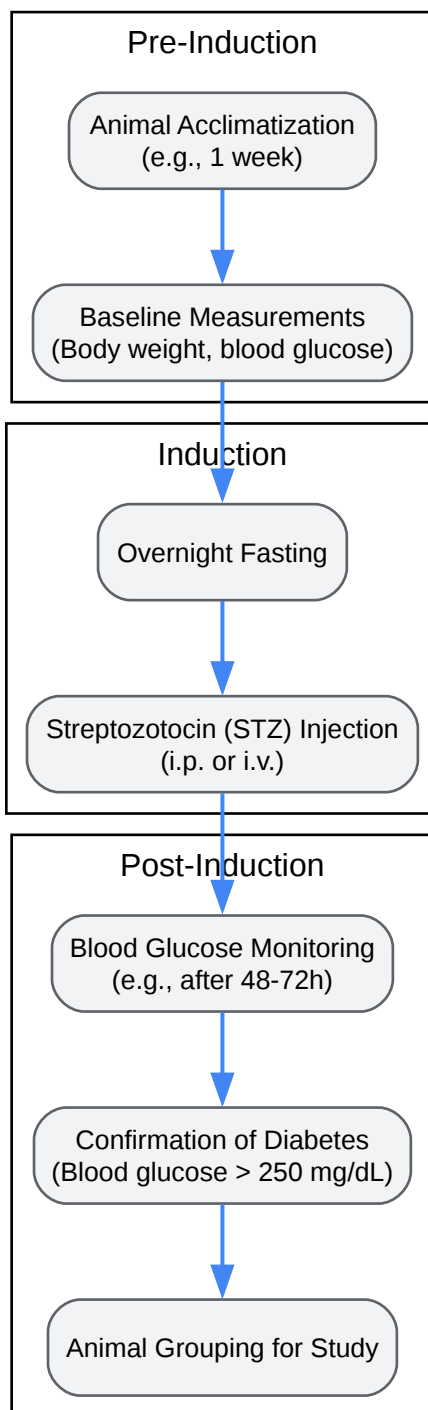 Pre-Induction
Animal Acclimatization
(e.g., 1 week)
Baseline Measurements
(Body weight, blood glucose)
Induction
Overnight Fasting
Streptozotocin (STZ) Injection
(i.p. or i.v.)
Post-Induction
Blood Glucose Monitoring
(e.g., after 48-72h)
Confirmation of Diabetes
(Blood glucose > 250 mg/dL)
Animal Grouping for Study